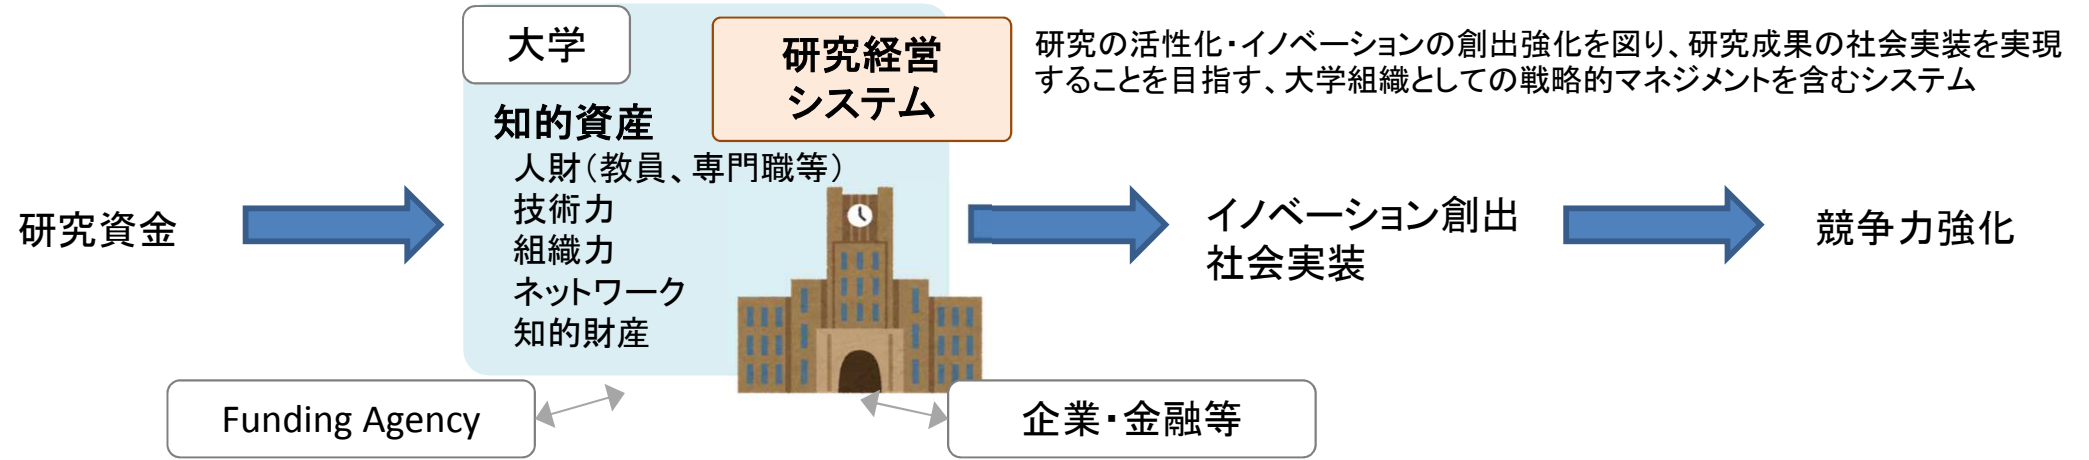 大学
研究経営
システム
研究の活性化・イノベーションの創出強化を図り、研究成果の社会実装を実現
することを目指す、大学組織としての戦略的マネジメントを含むシステム
知的資産
人財（教員、専門職等）
技術力
組織力
ネットワーク
知的財産
研究資金
イノベーション創出
社会実装
競争力強化
Funding Agency
企業・金融等